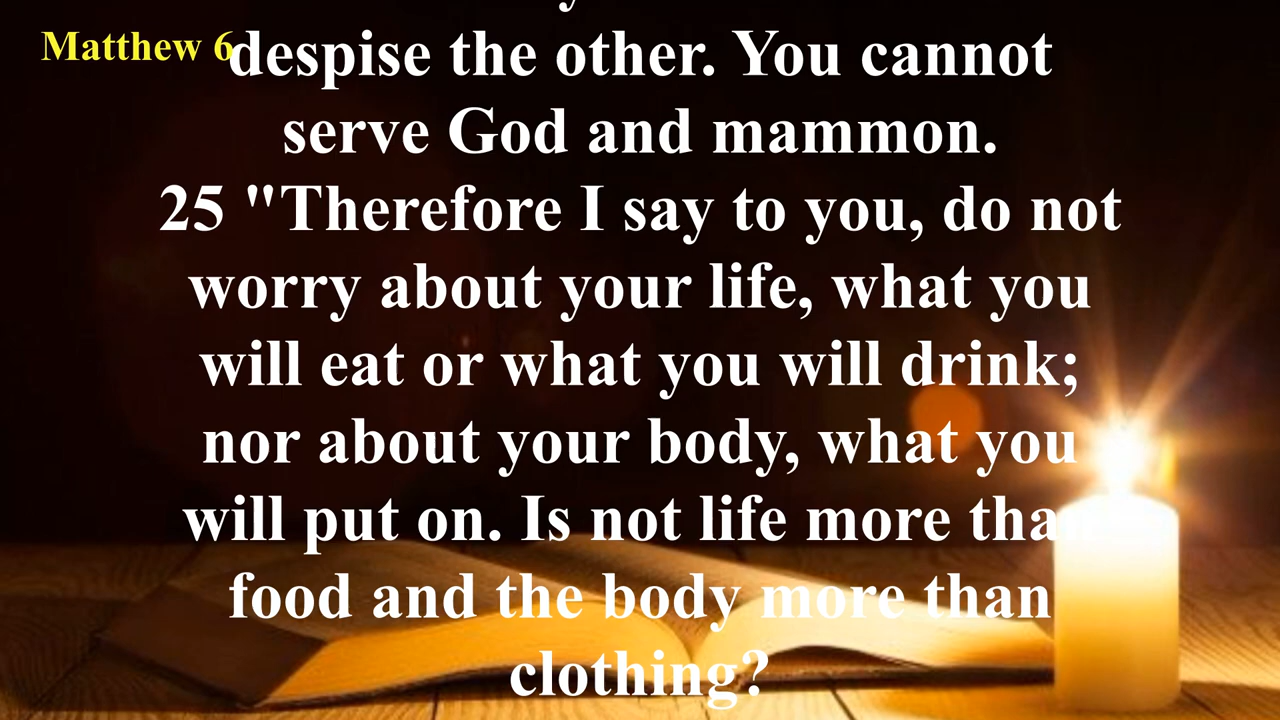 Matthew 6
despise the other. You cannot
serve God and mammon.
25 "Therefore I say to you, do not
worry about your life, what you
will eat or what you will drink;
nor about your body, what you
will put on. Is not life more than
food and the body more than
clothing?